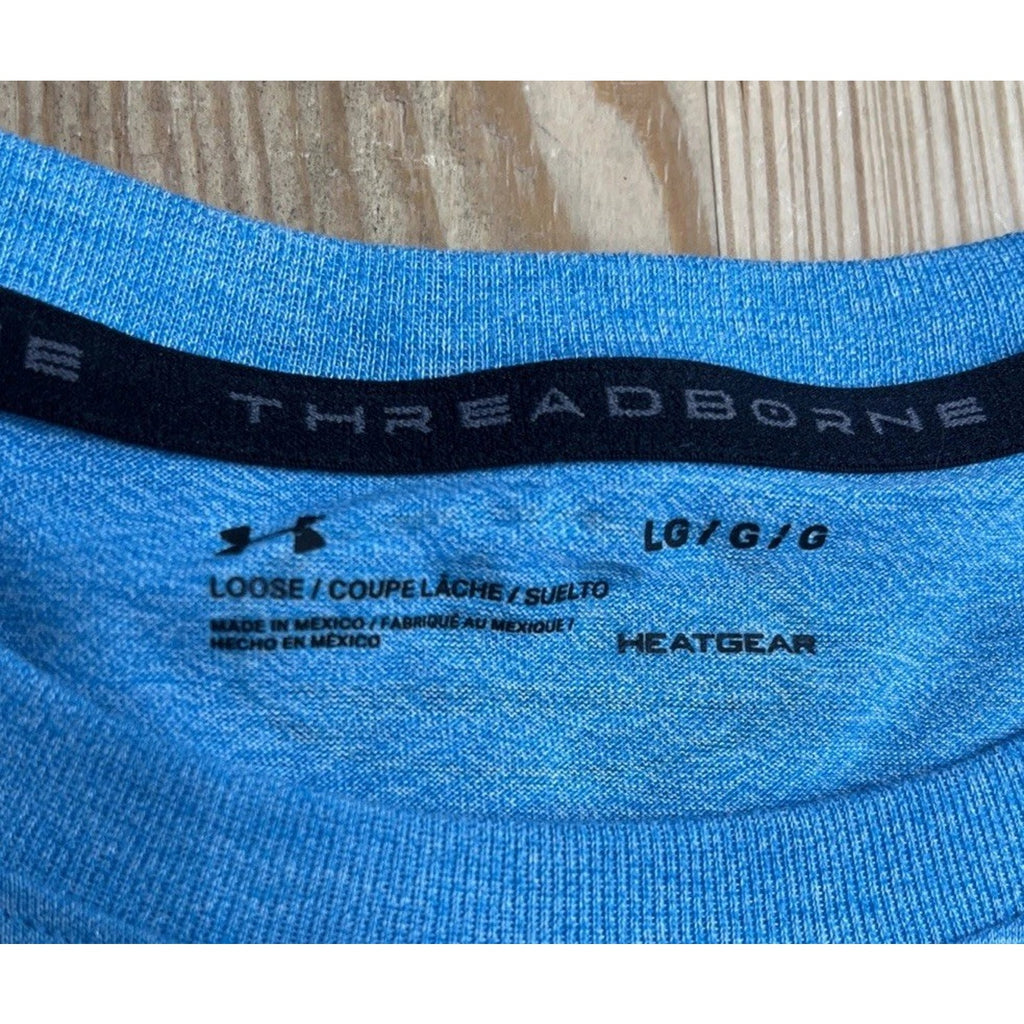 E THREADBORNE
LG / G / G
LOOSE / COUPE LÂCHE / SUELTO
MADE IN MEXICO / FABRIQUÉ AU MEXIQUE /
HECHO EN MÉXICO
HEATGEAR